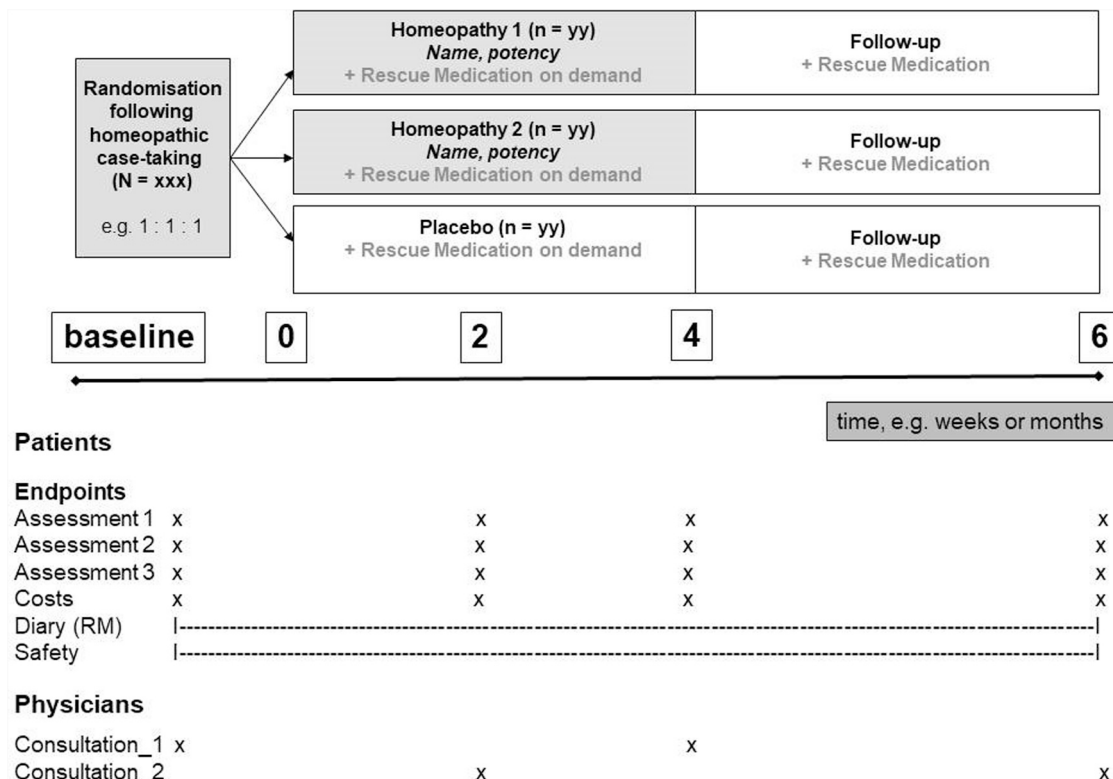 Randomisation
following
homeopathic
case-taking
(N = xxx)
e.g. 1 : 1 : 1
Homeopathy 1 (n = yy)
Name, potency
+ Rescue Medication on demand
Follow-up
+ Rescue Medication
Homeopathy 2 (n = yy)
Name, potency
+ Rescue Medication on demand
Follow-up
+ Rescue Medication
Placebo (n = yy)
+ Rescue Medication on demand
Follow-up
+ Rescue Medication
baseline 0 2 4 6
time, e.g. weeks or months
Patients
Endpoints
Assessment 1 x x x x
Assessment 2 x x x x
Assessment 3 x x x x
Costs x x x x
Diary (RM)
Safety
Physicians
Consultation_1 x x
Consultation_2 x x